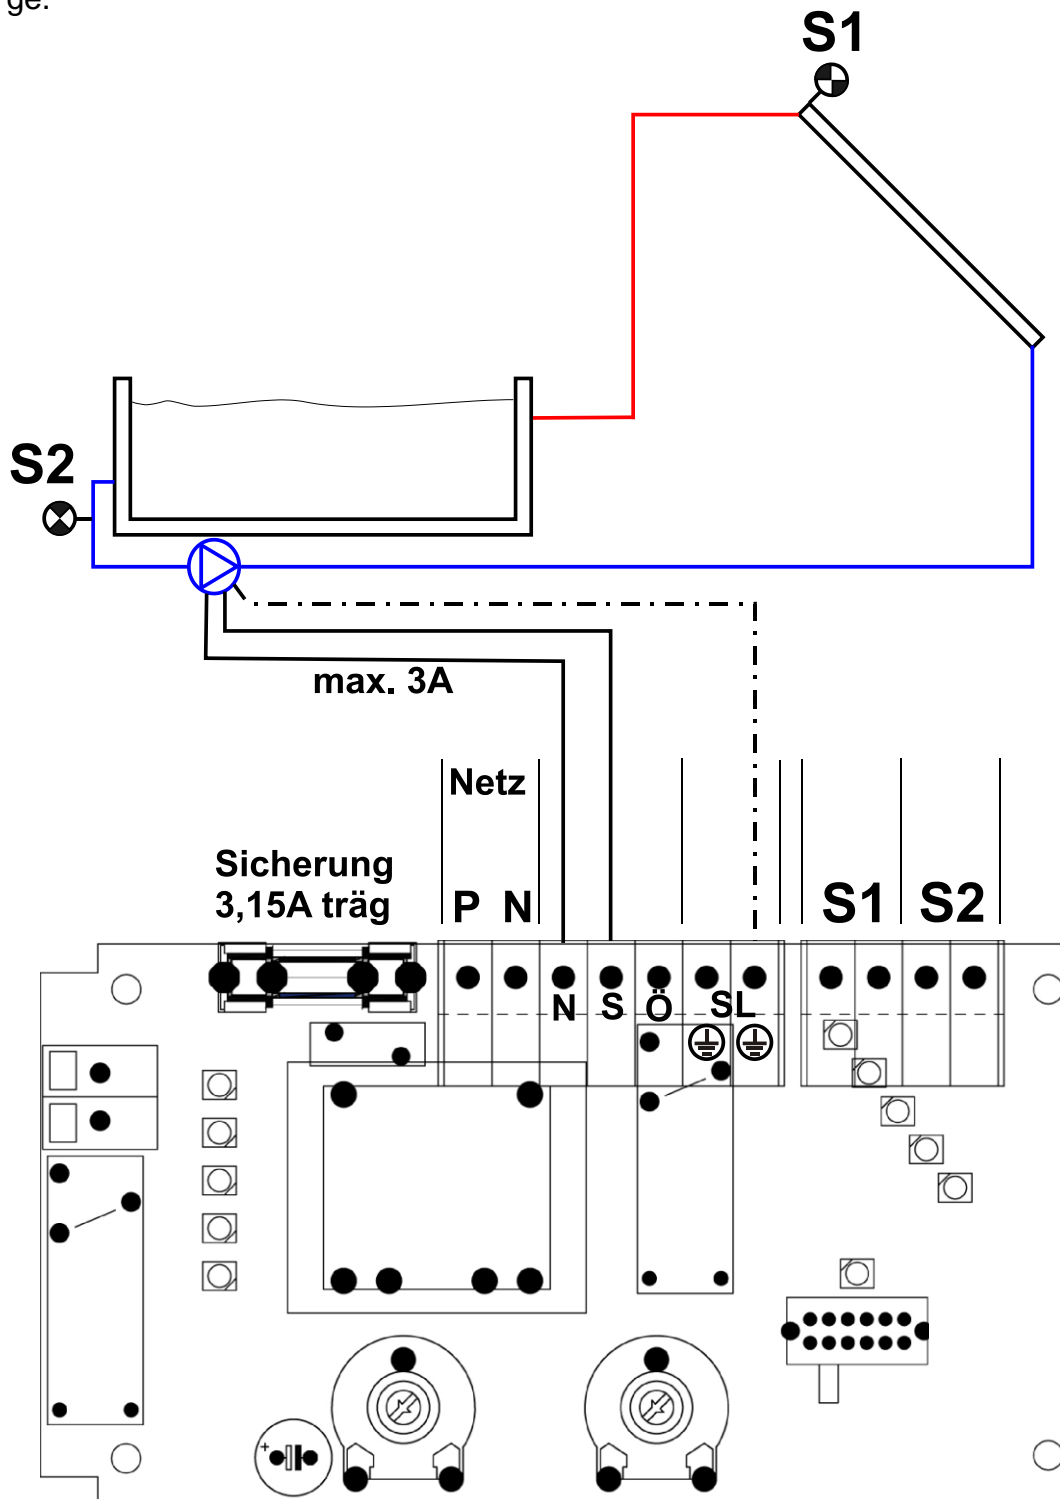 ge.
S1
S2
max. 3A
Netz
Sicherung
3,15A träg
P N
S1 S2
N S Ö SL
+